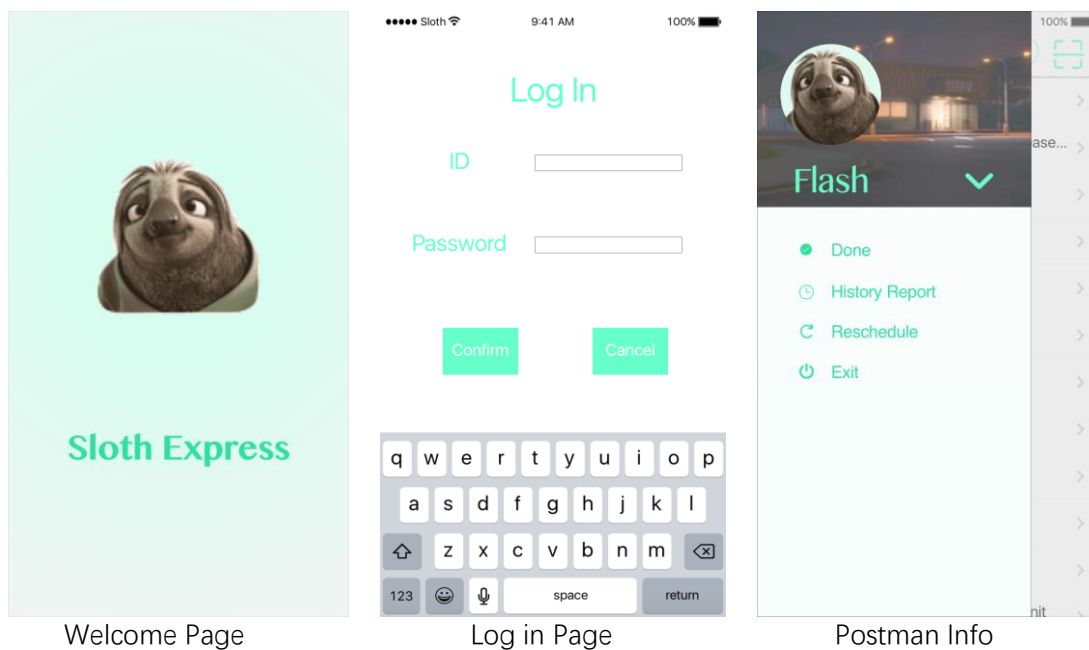 Sloth Express
Welcome Page
Sloth
9:41 AM
100%
Log In
ID
Password
Confirm
Cancel
q w e r t y u i o p
a s d f g h j k l
z x c v b n m
123 space return
Log in Page
100%
ase...
Flash
Done
History Report
Reschedule
Exit
nit
Postman Info